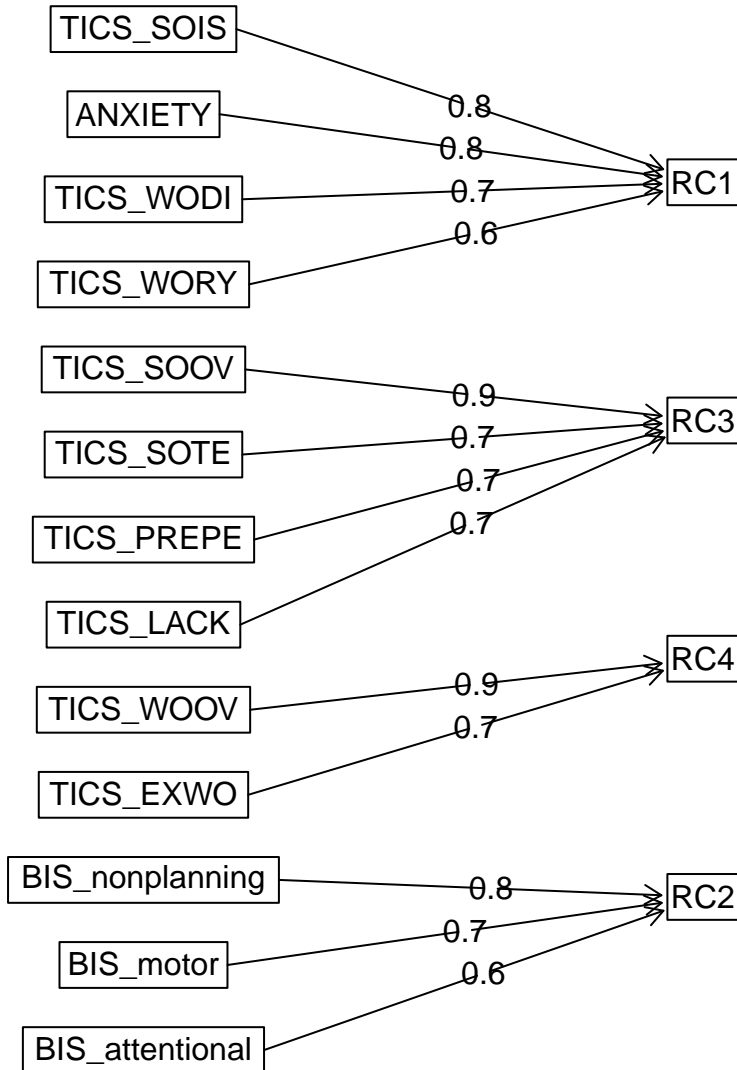 TICS_SOIS
ANXIETY
TICS_WODI
TICS_WORY
TICS_SOOV
TICS_SOTE
TICS_PREPE
TICS_LACK
TICS_WOOV
TICS_EXWO
BIS_nonplanning
BIS_motor
BIS_attentional
0.8
0.8
0.7
0.6
0.9
0.7
0.7
0.7
0.9
0.7
0.8
0.7
0.6
RC1
RC3
RC4
RC2